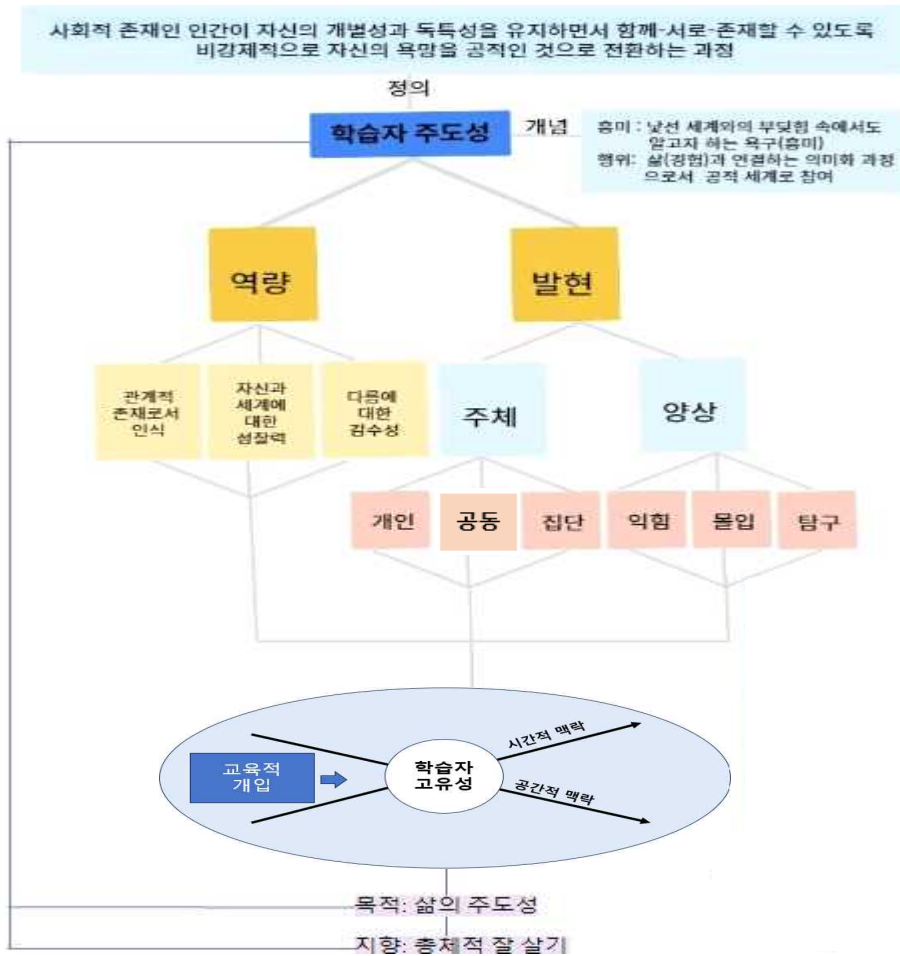 사회적 존재인 인간이 자신의 개별성과 독특성을 유지하면서 함께-서로-존재할 수 있도록
비강제적으로 자신의 욕망을 공적인 것으로 전환하는 과정
정의
학습자 주도성
개념
흥미 : 낯선 세계와의 부딪힘 속에서도
알고자 하는 욕구(흥미)
행위: 삶(경험)과 연결하는 의미화 과정
으로서 공적 세계로 참여
역량
발현
관계적
존재로서
인식
자신과
세계에
대한
성찰력
다름에
대한
감수성
주체
양상
개인
공동
집단
익힘
몰입
탐구
교육적
개입
학습자
고유성
시간적 맥락
공간적 맥락
목적: 삶의 주도성
지향: 총체적 잘 살기